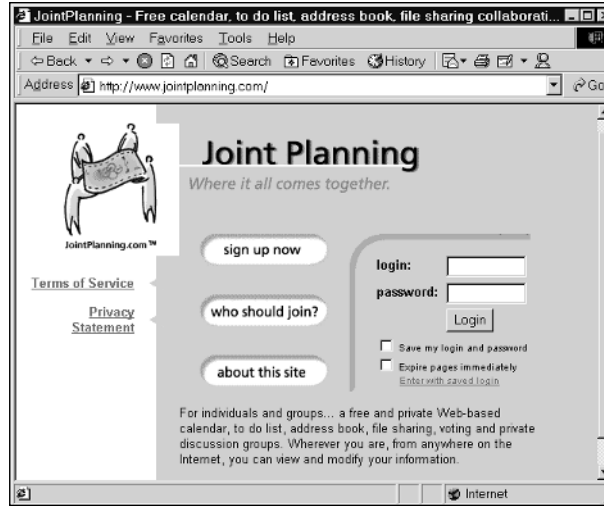 JointPlanning - Free calendar, to do list, address book, file sharing collaborati...
File Edit View Favorites Tools Help
Back Search Favorites History
Address http://www.jointplanning.com/ Go
Joint Planning
Where it all comes together.
JointPlanning.com TM
Terms of Service
Privacy
Statement
sign up now
who should join?
about this site
login:
password:
Login
Save my login and password
Expire pages immediately
Enter with saved login
For individuals and groups... a free and private Web-based
calendar, to do list, address book, file sharing, voting and private
discussion groups. Wherever you are, from anywhere on the
Internet, you can view and modify your information.
Internet